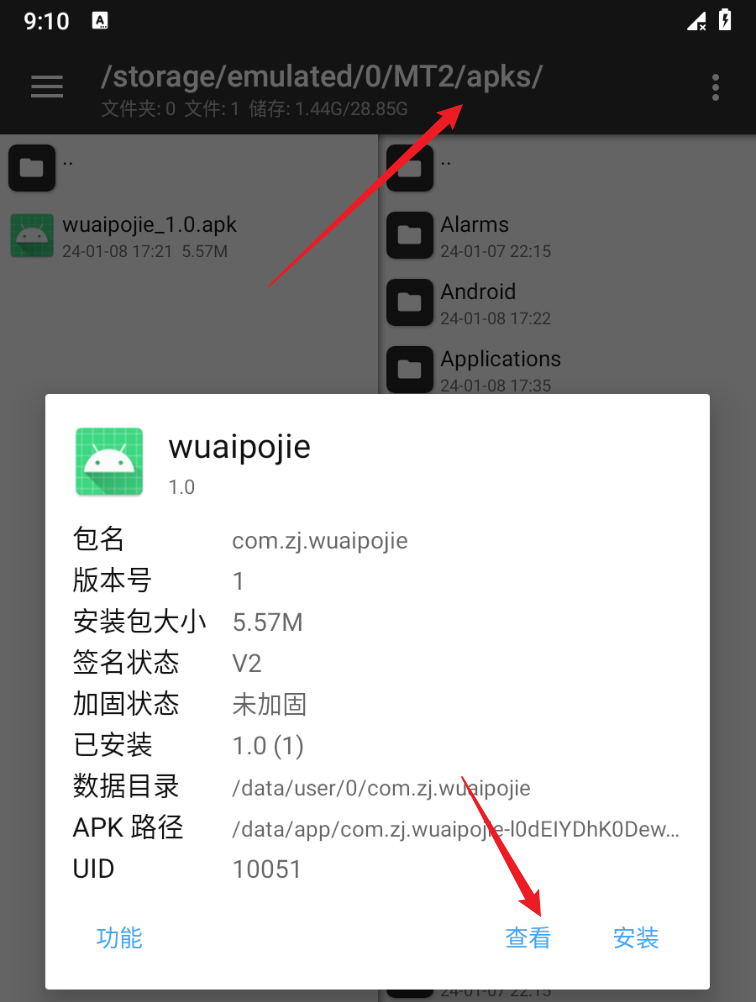 9:10 A
/storage/emulated/0/MT2/apks/
文件夹: 0 文件: 1 储存: 1.44G/28.85G
..
..
wuaipojie_1.0.apk
24-01-08 17:21 5.57M
Alarms
24-01-07 22:15
Android
24-01-08 17:22
Applications
24-01-08 17:35
wuaipojie
1.0
包名 com.zj.wuaipojie
版本号 1
安装包大小 5.57M
签名状态 V2
加固状态 未加固
已安装 1.0 (1)
数据目录 /data/user/0/com.zj.wuaipojie
APK 路径 /data/app/com.zj.wuaipojie-I0dEIYDhK0Dew...
UID 10051
功能 查看 安装
24-01-07 22:15